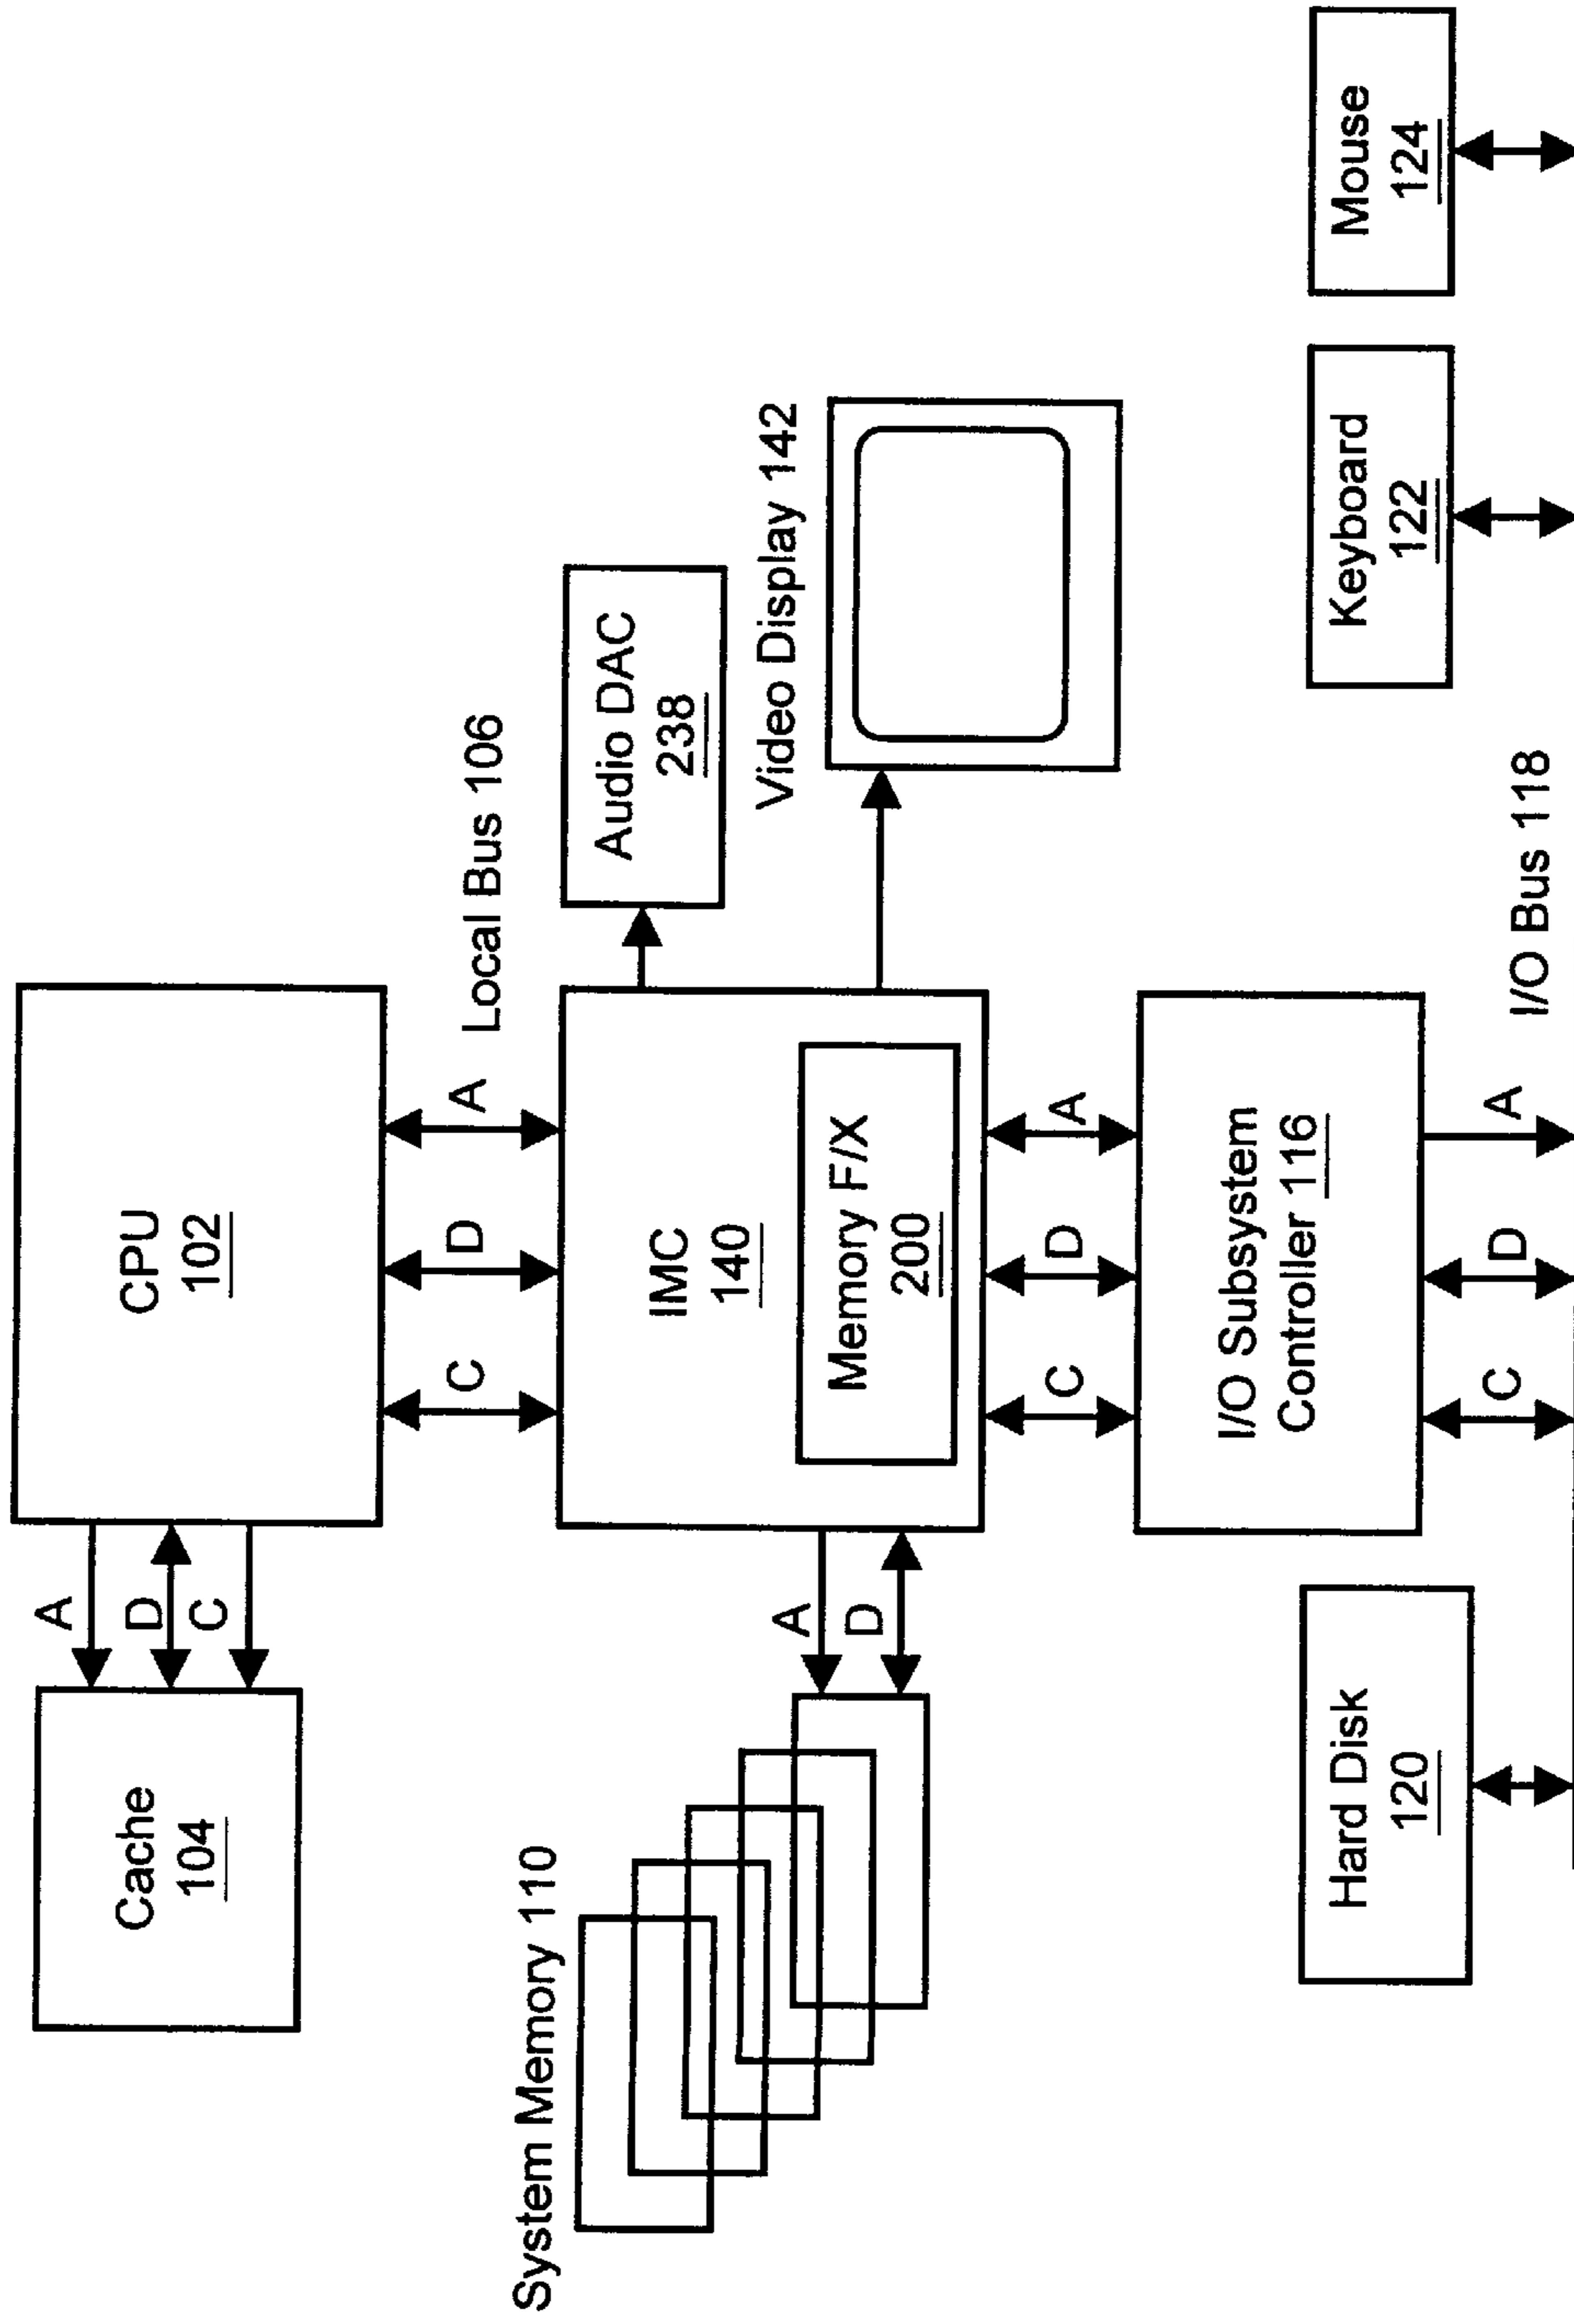 Cache
104
A
D
C
CPU
102
System Memory 110
C
D
A
Local Bus 106
A
D
IMC
140
Memory F/X
200
Audio DAC
238
Video Display 142
C
D
A
I/O Subsystem
Controller 116
Hard Disk
120
C
D
A
I/O Bus 118
Keyboard
122
Mouse
124